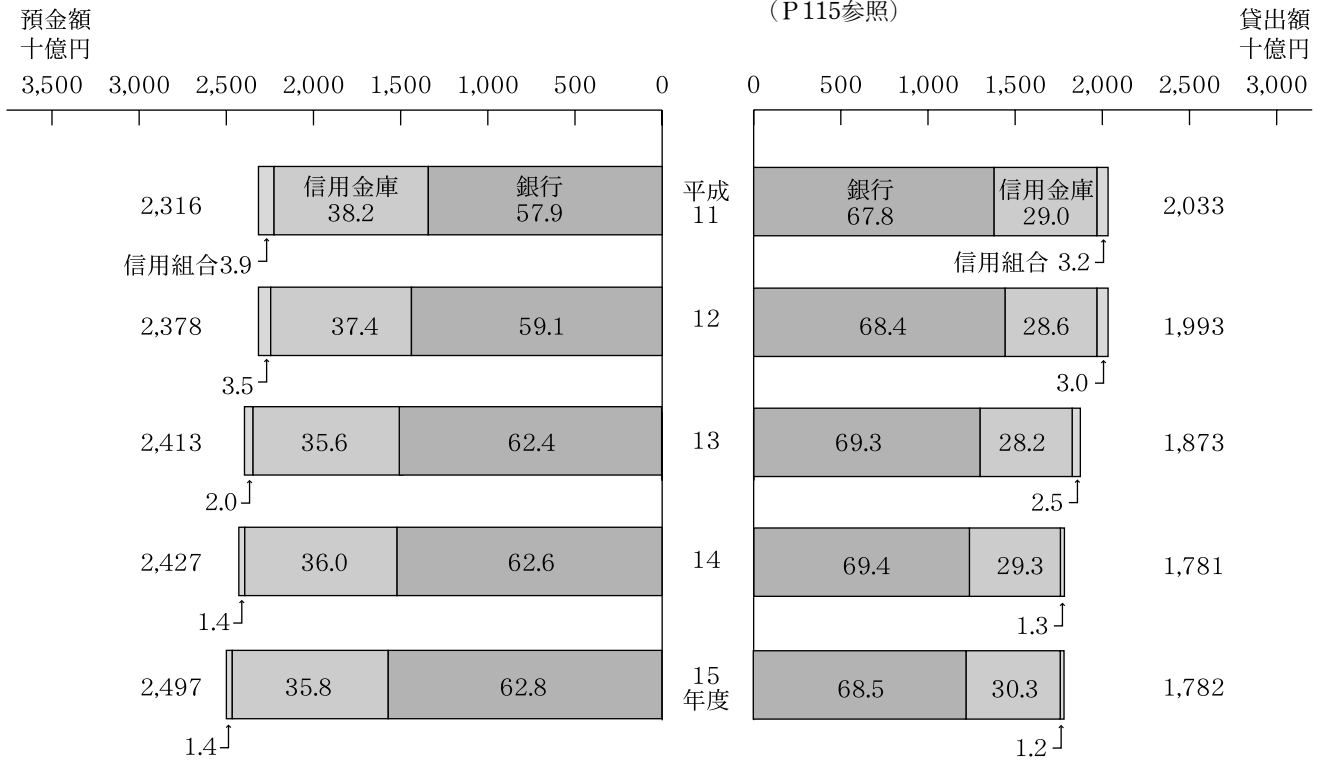 (P115参照)
預金額
十億円
貸出額
十億円
3,500 3,000 2,500 2,000 1,500 1,000 500 0
0 500 1,000 1,500 2,000 2,500 3,000
2,316
信用金庫
38.2
銀行
57.9
平成
11
銀行
67.8
信用金庫
29.0
2,033
信用組合3.9
信用組合 3.2
2,378 37.4 59.1 12 68.4 28.6 1,993
3.5 3.0
2,413 35.6 62.4 13 69.3 28.2 1,873
2.0 2.5
2,427 36.0 62.6 14 69.4 29.3 1,781
1.4 1.3
2,497 35.8 62.8 15 68.5 30.3 1,782
年度
1.4 1.2